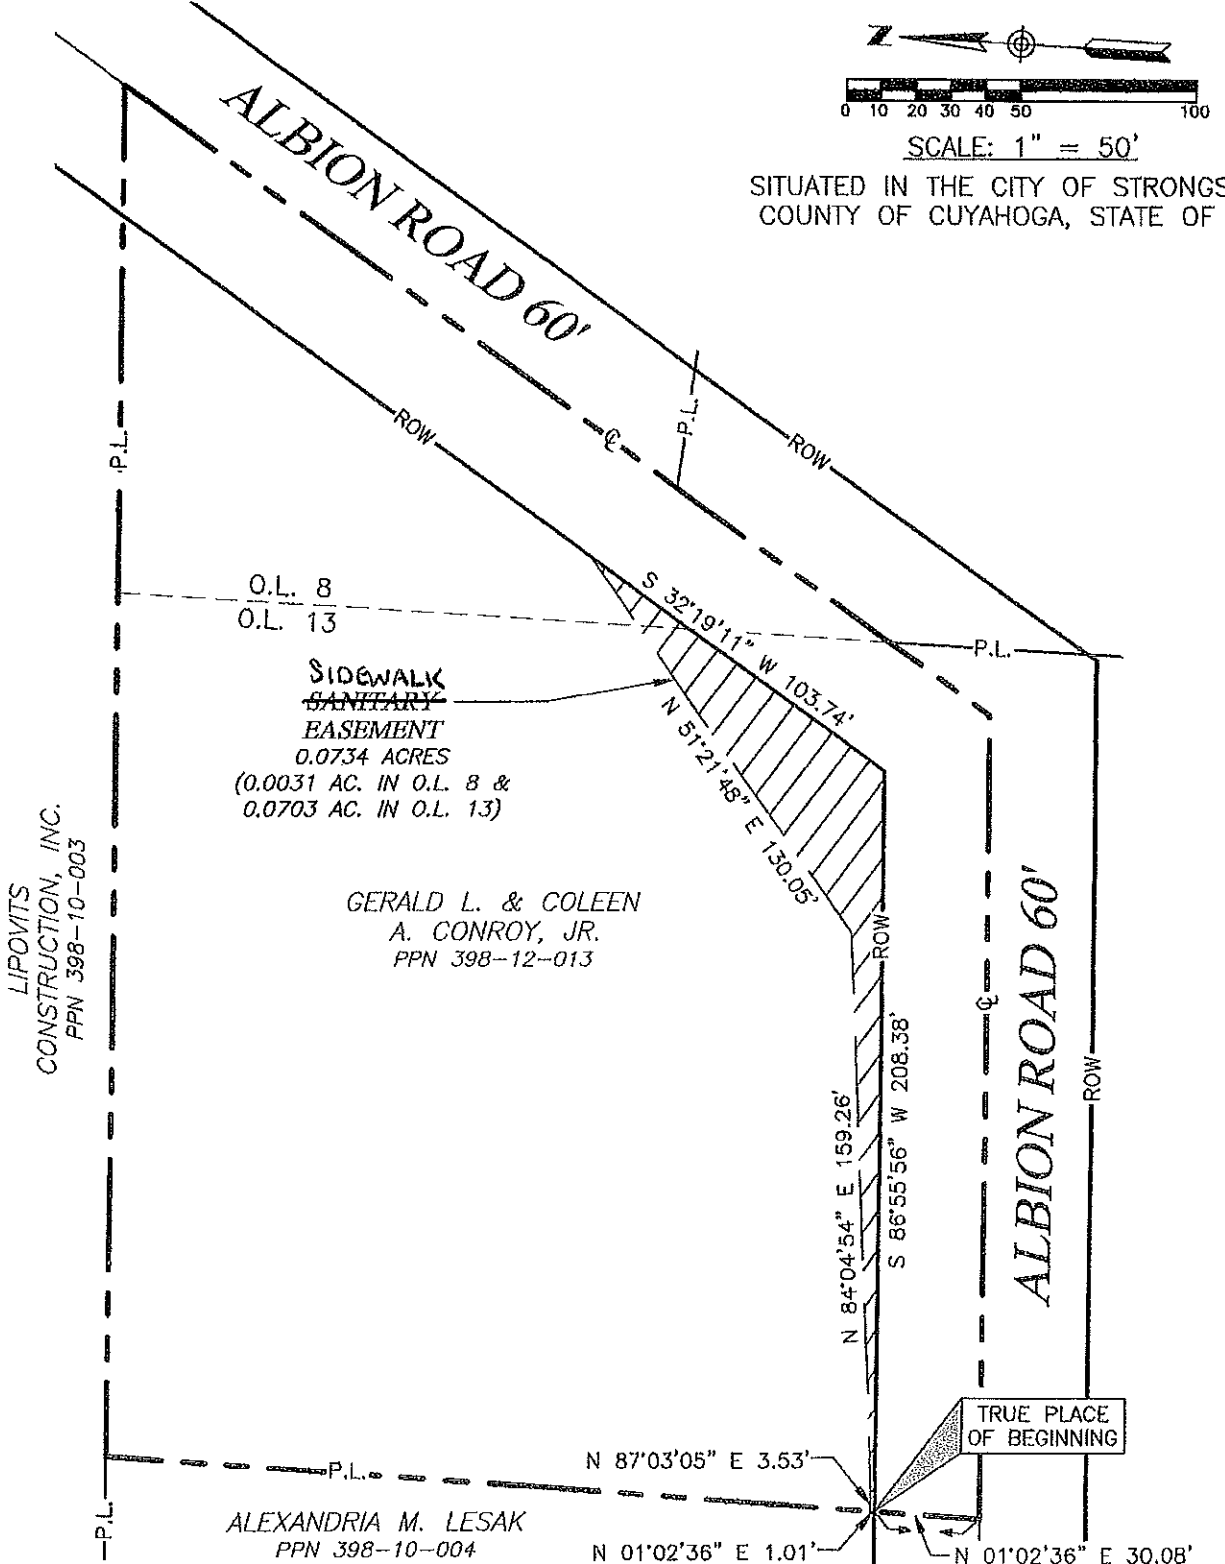 N
0 10 20 30 40 50 100
SCALE: 1" = 50'
SITUATED IN THE CITY OF STRONGS
COUNTY OF CUYAHOGA, STATE OF
ALBION ROAD 60'
P.L.
ROW
℄
P.L.
ROW
O.L. 8
O.L. 13
S 32°19'11" W 103.74'
P.L.
SIDEWALK
SANITARY
EASEMENT
0.0734 ACRES
(0.0031 AC. IN O.L. 8 &
0.0703 AC. IN O.L. 13)
N 51°21'48" E 130.05'
LIPOVITS
CONSTRUCTION, INC.
PPN 398-10-003
GERALD L. & COLEEN
A. CONROY, JR.
PPN 398-12-013
ROW
℄
ALBION ROAD 60'
ROW
N 84°04'54" E 159.26'
S 86°55'56" W 208.38'
TRUE PLACE
OF BEGINNING
N 87°03'05" E 3.53'
P.L.
P.L.
ALEXANDRIA M. LESAK
PPN 398-10-004
N 01°02'36" E 1.01'
N 01°02'36" E 30.08'